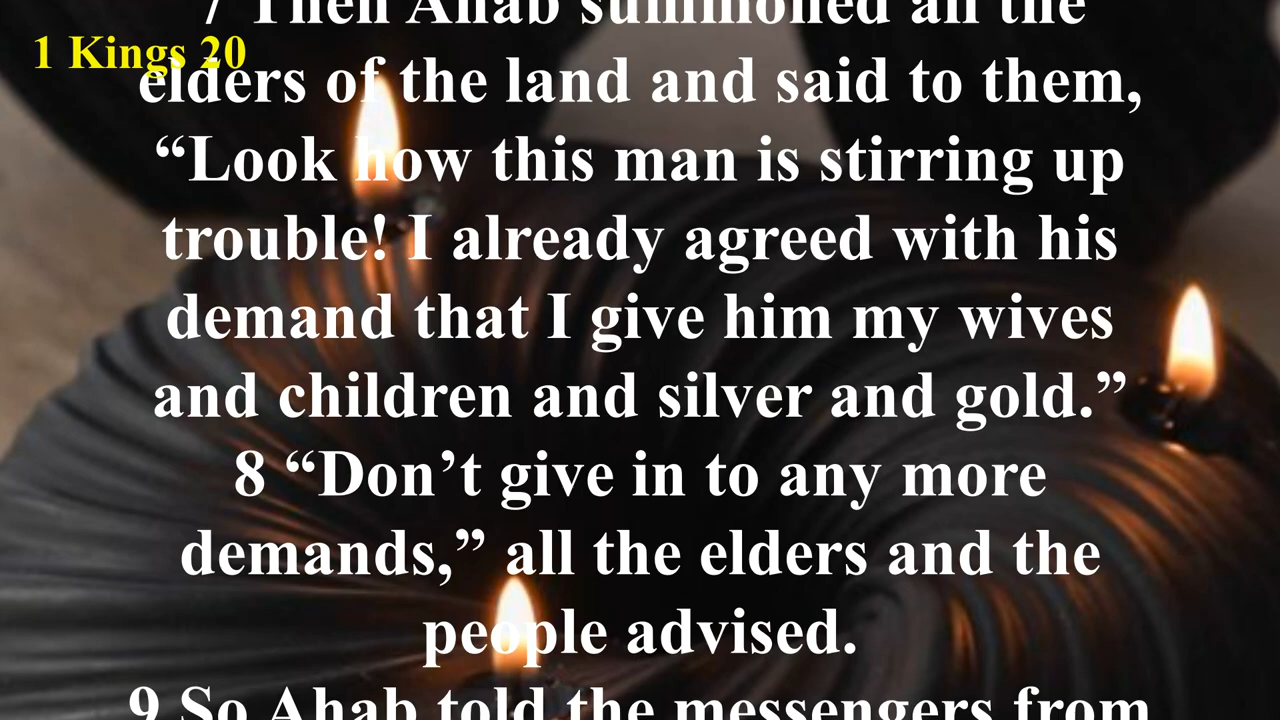 7 Then Ahab summoned all the
1 Kings 20
elders of the land and said to them,
“Look how this man is stirring up
trouble! I already agreed with his
demand that I give him my wives
and children and silver and gold.”
8 “Don’t give in to any more
demands,” all the elders and the
people advised.
9 So Ahab told the messengers from